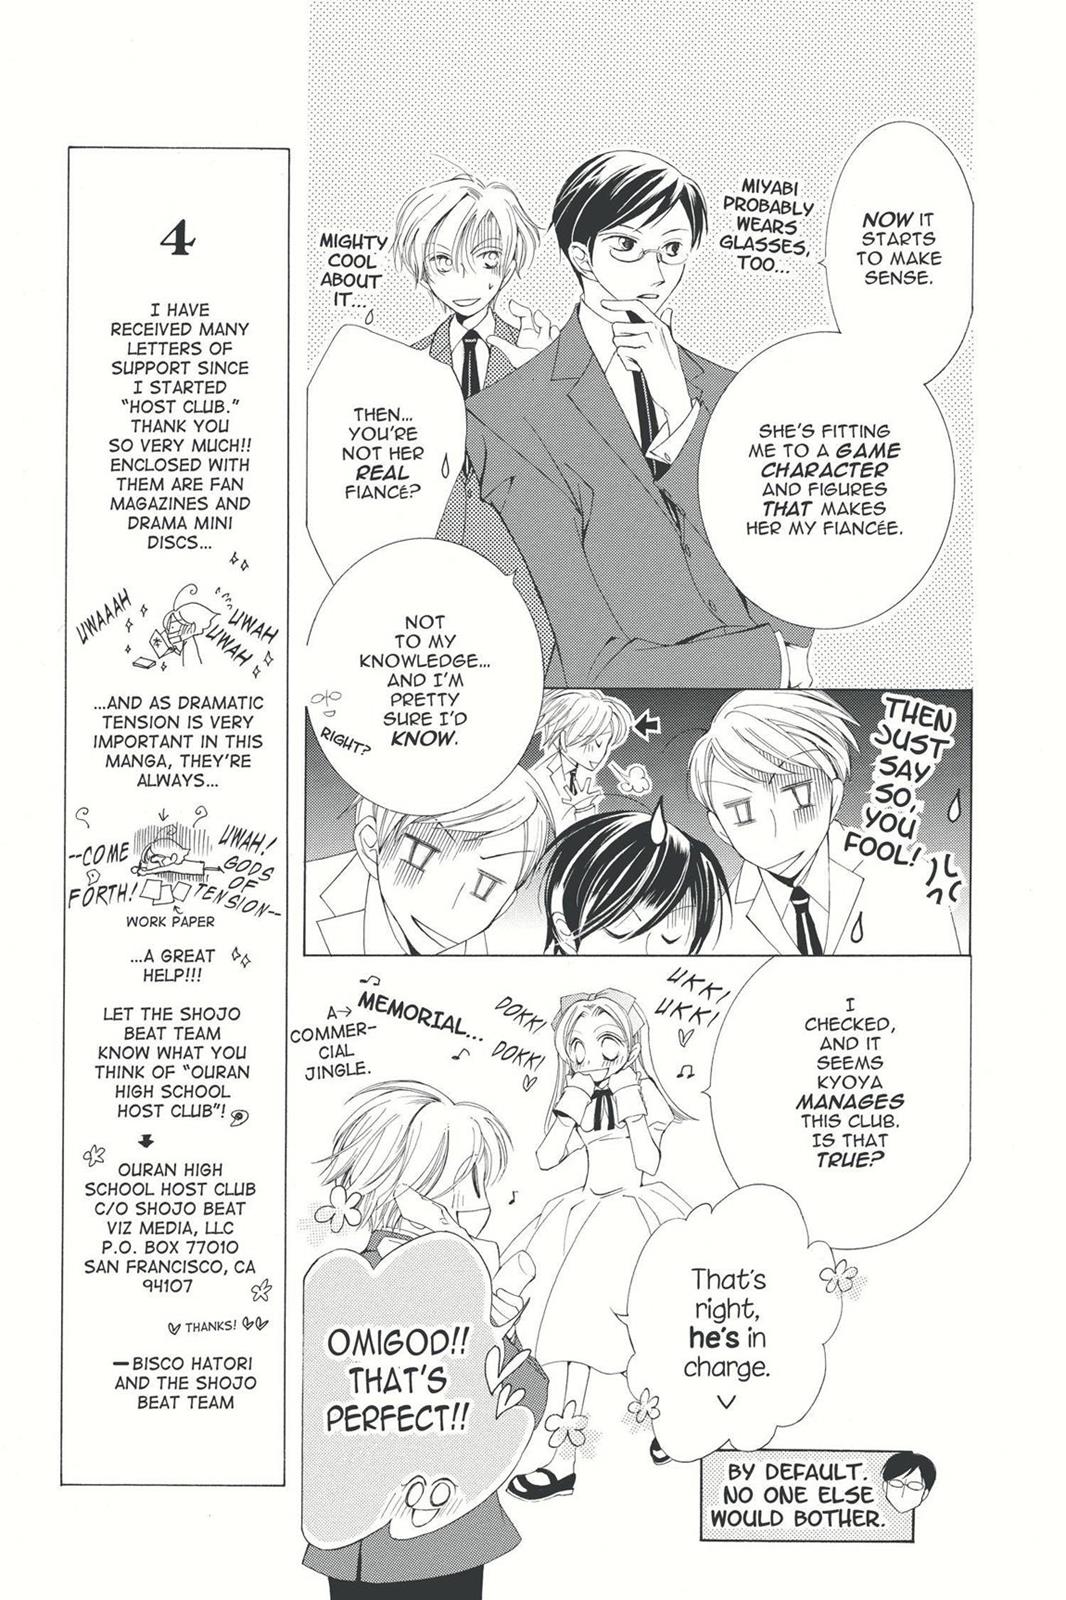 NOW IT
STARTS
TO MAKE
SENSE.
MIYABI
PROBABLY
WEARS
GLASSES,
TOO...
SHE'S FITTING
ME TO A GAME
CHARACTER
AND FIGURES
THAT MAKES
HER MY FIANCÉE.
MIGHTY
COOL
ABOUT
IT...
THEN...
YOU'RE
NOT HER
REAL
FIANCÉ?
NOT
TO MY
KNOWLEDGE...
AND I'M
PRETTY
SURE I'D
KNOW.
RIGHT?
THEN
JUST
SAY
SO,
YOU
FOOL!
I
CHECKED,
AND IT
SEEMS
KYOYA
MANAGES
THIS CLUB.
IS THAT
TRUE?
UKKI
UKKI
DOKKI
DOKKI
MEMORIAL...
A→
COMMER-
CIAL
JINGLE.
That's
right,
he's in
charge.
OMIGOD!!
THAT'S
PERFECT!!
BY DEFAULT.
NO ONE ELSE
WOULD BOTHER.
4
I HAVE
RECEIVED MANY
LETTERS OF
SUPPORT SINCE
I STARTED
“HOST CLUB.”
THANK YOU
SO VERY MUCH!!
ENCLOSED WITH
THEM ARE FAN
MAGAZINES AND
DRAMA MINI
DISCS...
UWAAAH
UWAH
UWAH
...AND AS DRAMATIC
TENSION IS VERY
IMPORTANT IN THIS
MANGA, THEY'RE
ALWAYS...
--COME
FORTH!
UWAH!
GODS
OF
TENSION--
WORK PAPER
...A GREAT
HELP!!!
LET THE SHOJO
BEAT TEAM
KNOW WHAT YOU
THINK OF “OURAN
HIGH SCHOOL
HOST CLUB”!
OURAN HIGH
SCHOOL HOST CLUB
C/O SHOJO BEAT
VIZ MEDIA, LLC
P.O. BOX 77010
SAN FRANCISCO, CA
94107
THANKS!
—BISCO HATORI
AND THE SHOJO
BEAT TEAM